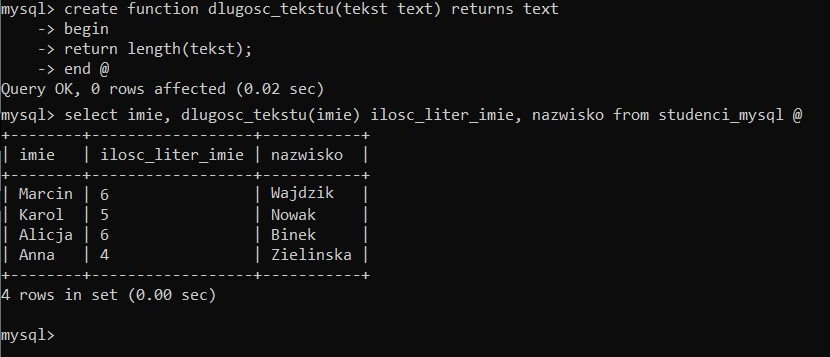 mysql> create function dlugosc_tekstu(tekst text) returns text
    -> begin
    -> return length(tekst);
    -> end @
Query OK, 0 rows affected (0.02 sec)
mysql> select imie, dlugosc_tekstu(imie) ilosc_liter_imie, nazwisko from studenci_mysql @
+--------+------------------+-----------+
| imie   | ilosc_liter_imie | nazwisko  |
+--------+------------------+-----------+
| Marcin | 6                | Wajdzik   |
| Karol  | 5                | Nowak     |
| Alicja | 6                | Binek     |
| Anna   | 4                | Zielinska |
+--------+------------------+-----------+
4 rows in set (0.00 sec)
mysql>